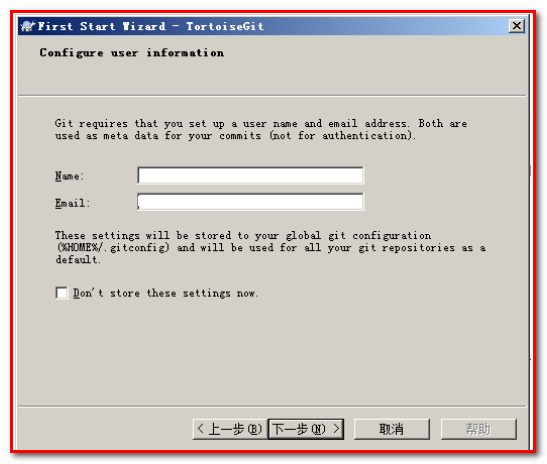 First Start Wizard - TortoiseGit
Configure user information
Git requires that you set up a user name and email address. Both are
used as meta data for your commits (not for authentication).
Name:
Email:
These settings will be stored to your global git configuration
(%HOME%/.gitconfig) and will be used for all your git repositories as a
default.
Don't store these settings now.
< 上一步(B) 下一步(N) > 取消 帮助